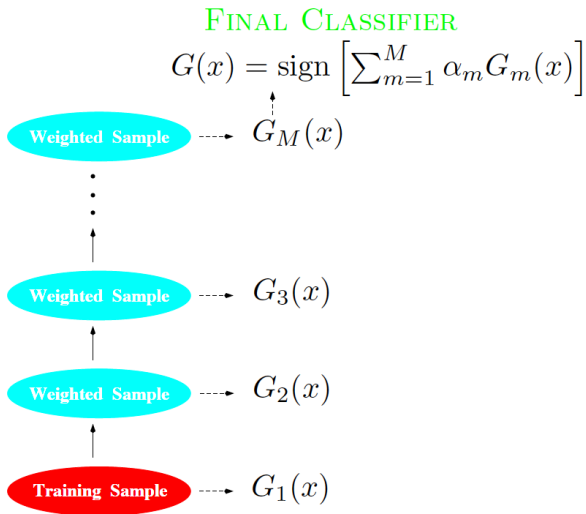 FINAL CLASSIFIER
G(x) = sign [∑_{m=1}^{M} α_m G_m(x)]
Weighted Sample G_M(x)
Weighted Sample G_3(x)
Weighted Sample G_2(x)
Training Sample G_1(x)